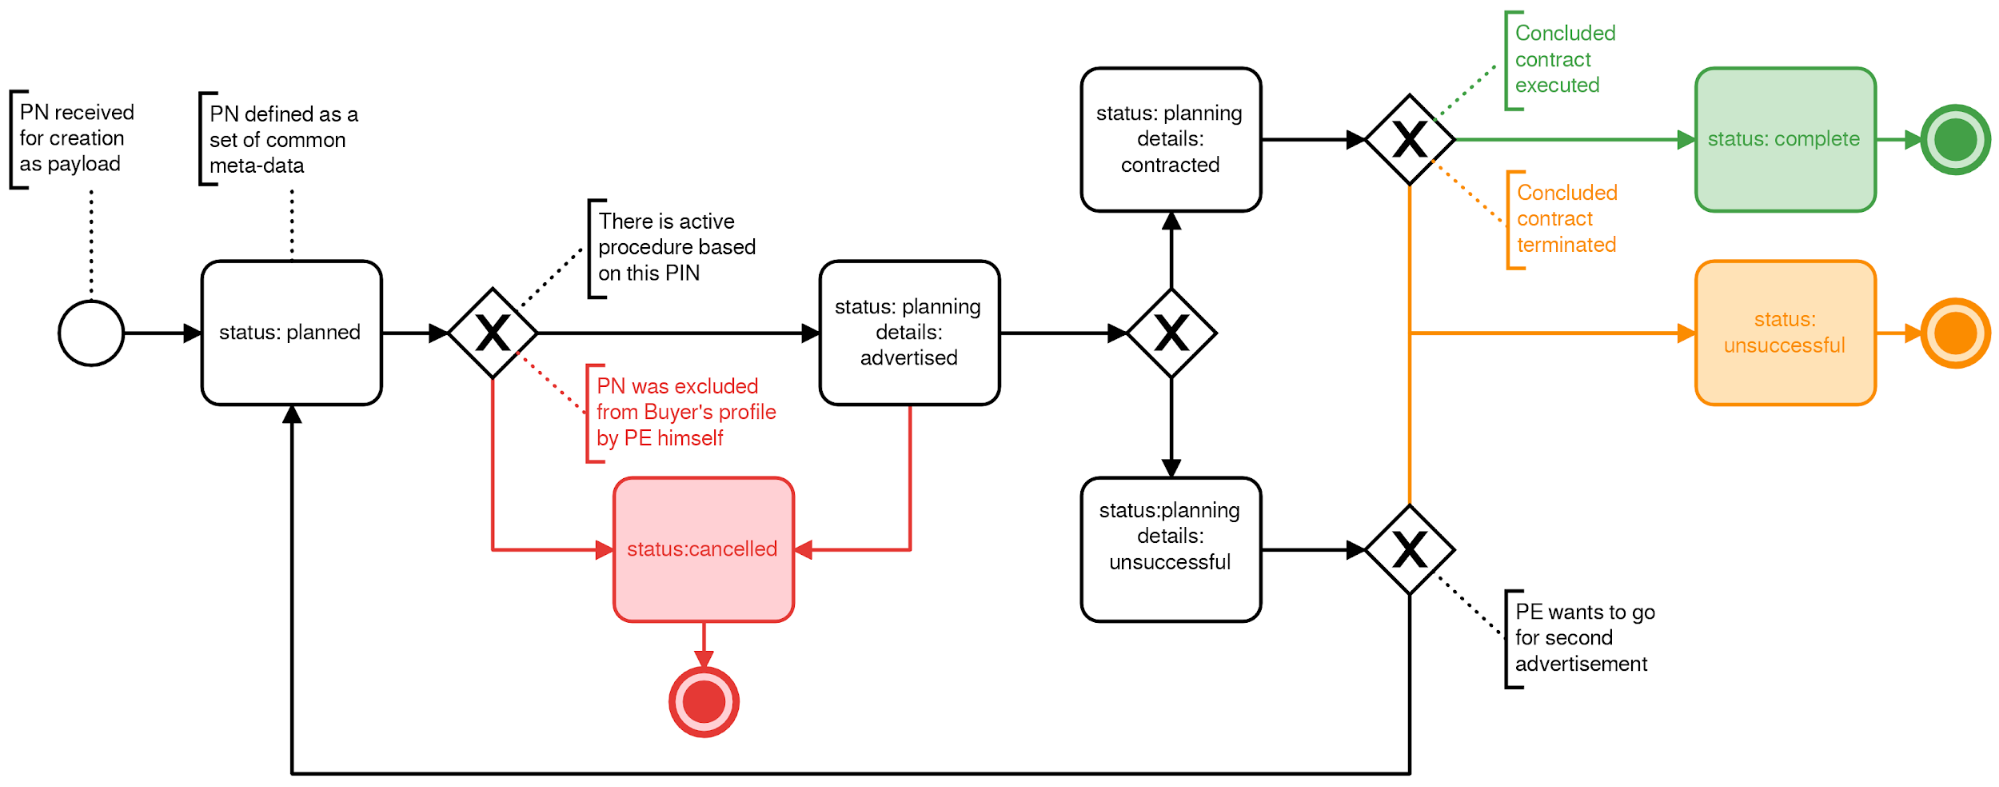 PN received
for creation
as payload
PN defined as a
set of common
meta-data
status: planned
X
There is active
procedure based
on this PIN
PN was excluded
from Buyer's profile
by PE himself
status:cancelled
status: planning
details:
advertised
X
status: planning
details:
contracted
X
Concluded
contract
executed
status: complete
Concluded
contract
terminated
status:
unsuccessful
status:planning
details:
unsuccessful
X
PE wants to go
for second
advertisement